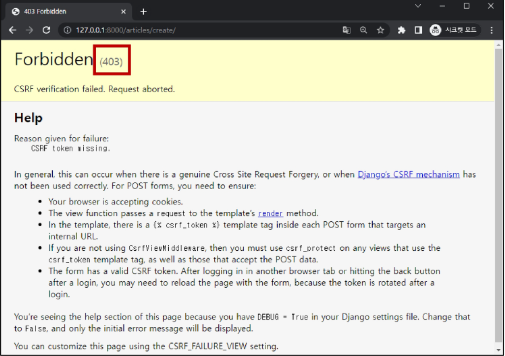 403 Forbidden
127.0.0.1:8000/articles/create/
시크릿 모드
Forbidden (403)
CSRF verification failed. Request aborted.
Help
Reason given for failure:
CSRF token missing.
In general, this can occur when there is a genuine Cross Site Request Forgery, or when Django's CSRF mechanism has
not been used correctly. For POST forms, you need to ensure:
• Your browser is accepting cookies.
• The view function passes a request to the template's render method.
• In the template, there is a {% csrf_token %} template tag inside each POST form that targets an
internal URL.
• If you are not using CsrfViewMiddleware, then you must use csrf_protect on any views that use the
csrf_token template tag, as well as those that accept the POST data.
• The form has a valid CSRF token. After logging in in another browser tab or hitting the back button
after a login, you may need to reload the page with the form, because the token is rotated after a
login.
You're seeing the help section of this page because you have DEBUG = True in your Django settings file. Change that
to False, and only the initial error message will be displayed.
You can customize this page using the CSRF_FAILURE_VIEW setting.